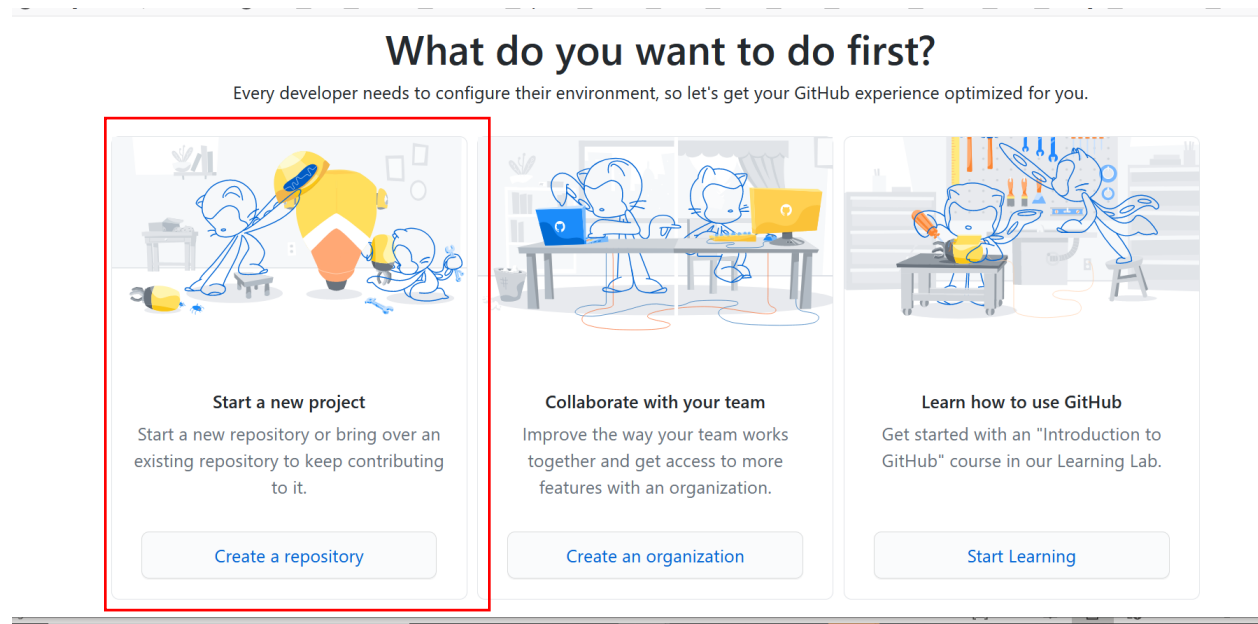 What do you want to do first?
Every developer needs to configure their environment, so let's get your GitHub experience optimized for you.
Start a new project
Start a new repository or bring over an
existing repository to keep contributing
to it.
Create a repository
Collaborate with your team
Improve the way your team works
together and get access to more
features with an organization.
Create an organization
Learn how to use GitHub
Get started with an "Introduction to
GitHub" course in our Learning Lab.
Start Learning